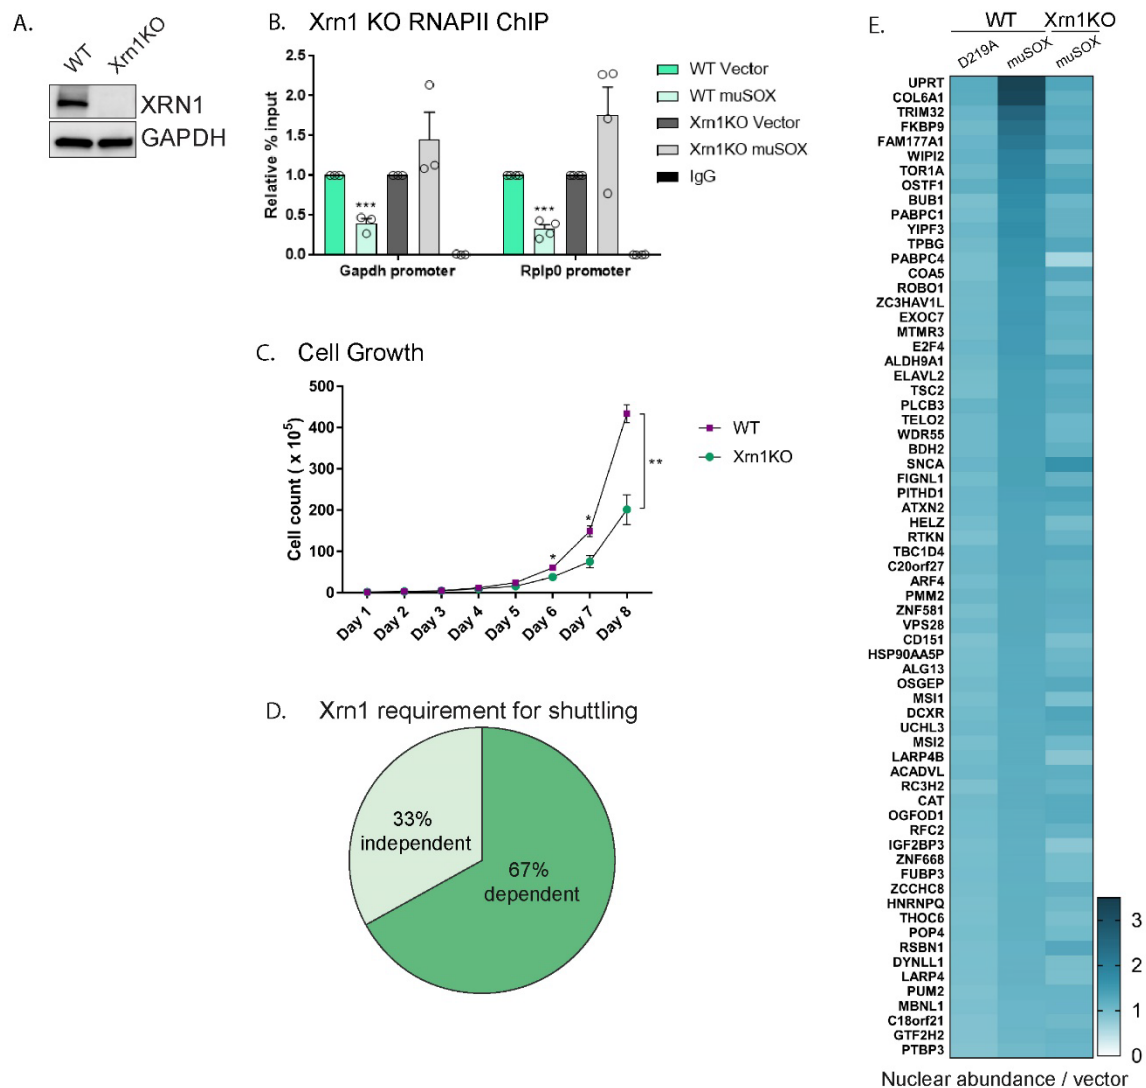 A.
WT
Xrn1KO
XRN1
GAPDH
B. Xrn1 KO RNAPII ChIP
Relative % input
2.5
2.0
1.5
1.0
0.5
0.0
***
***
Gapdh promoter
Rplp0 promoter
WT Vector
WT muSOX
Xrn1KO Vector
Xrn1KO muSOX
IgG
C. Cell Growth
Cell count ( x 10⁵)
500
400
300
200
100
0
*
*
**
Day 1
Day 2
Day 3
Day 4
Day 5
Day 6
Day 7
Day 8
WT
Xrn1KO
D. Xrn1 requirement for shuttling
33%
independent
67%
dependent
E.
WT Xrn1KO
D219A muSOX muSOX
UPRT
COL6A1
TRIM32
FKBP9
FAM177A1
WIPI2
TOR1A
OSTF1
BUB1
PABPC1
YIPF3
TPBG
PABPC4
COA5
ROBO1
ZC3HAV1L
EXOC7
MTMR3
E2F4
ALDH9A1
ELAVL2
TSC2
PLCB3
TELO2
WDR55
BDH2
SNCA
FIGNL1
PITHD1
ATXN2
HELZ
RTKN
TBC1D4
C20orf27
ARF4
PMM2
ZNF581
VPS28
CD151
HSP90AA5P
ALG13
OSGEP
MSI1
DCXR
UCHL3
MSI2
LARP4B
ACADVL
RC3H2
CAT
OGFOD1
RFC2
IGF2BP3
ZNF668
FUBP3
ZCCHC8
HNRNPQ
THOC6
POP4
RSBN1
DYNLL1
LARP4
PUM2
MBNL1
C18orf21
GTF2H2
PTBP3
3
2
1
0
Nuclear abundance / vector